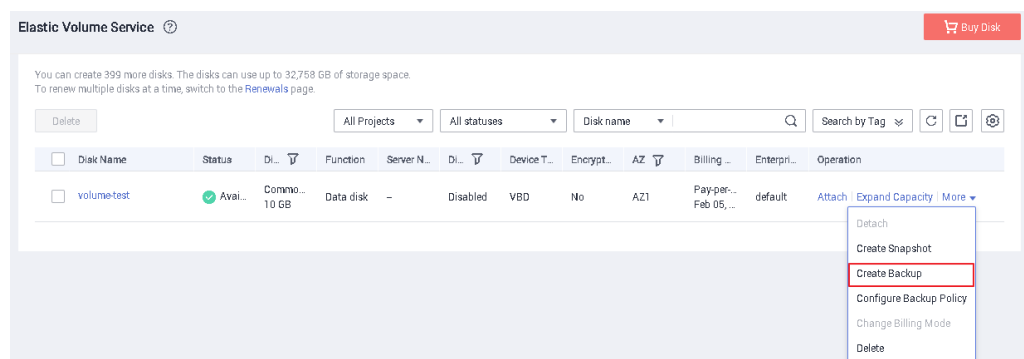 Elastic Volume Service ?
Buy Disk
You can create 399 more disks. The disks can use up to 32,758 GB of storage space.
To renew multiple disks at a time, switch to the Renewals page.
Delete
All Projects
All statuses
Disk name
Search by Tag
Disk Name Status Di... Function Server N... Di... Device T... Encrypt... AZ Billing ... Enterpri... Operation
volume-test Avai... Commo... 10 GB Data disk – Disabled VBD No AZ1 Pay-per-... Feb 05, ... default Attach Expand Capacity More
Detach
Create Snapshot
Create Backup
Configure Backup Policy
Change Billing Mode
Delete